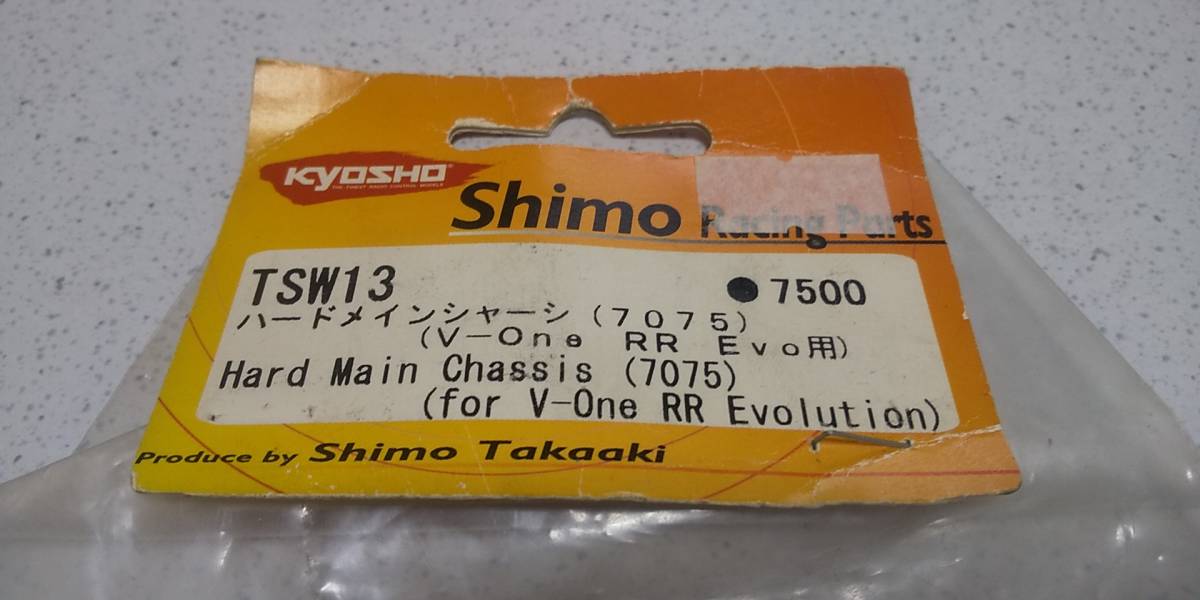 KYOSHO
THE FINEST RADIO CONTROL MODELS
Shimo Racing Parts
TSW13 ●7500
ハードメインシャーシ（7075）
（V－One RR Evo用）
Hard Main Chassis (7075)
(for V-One RR Evolution)
Produce by Shimo Takaaki